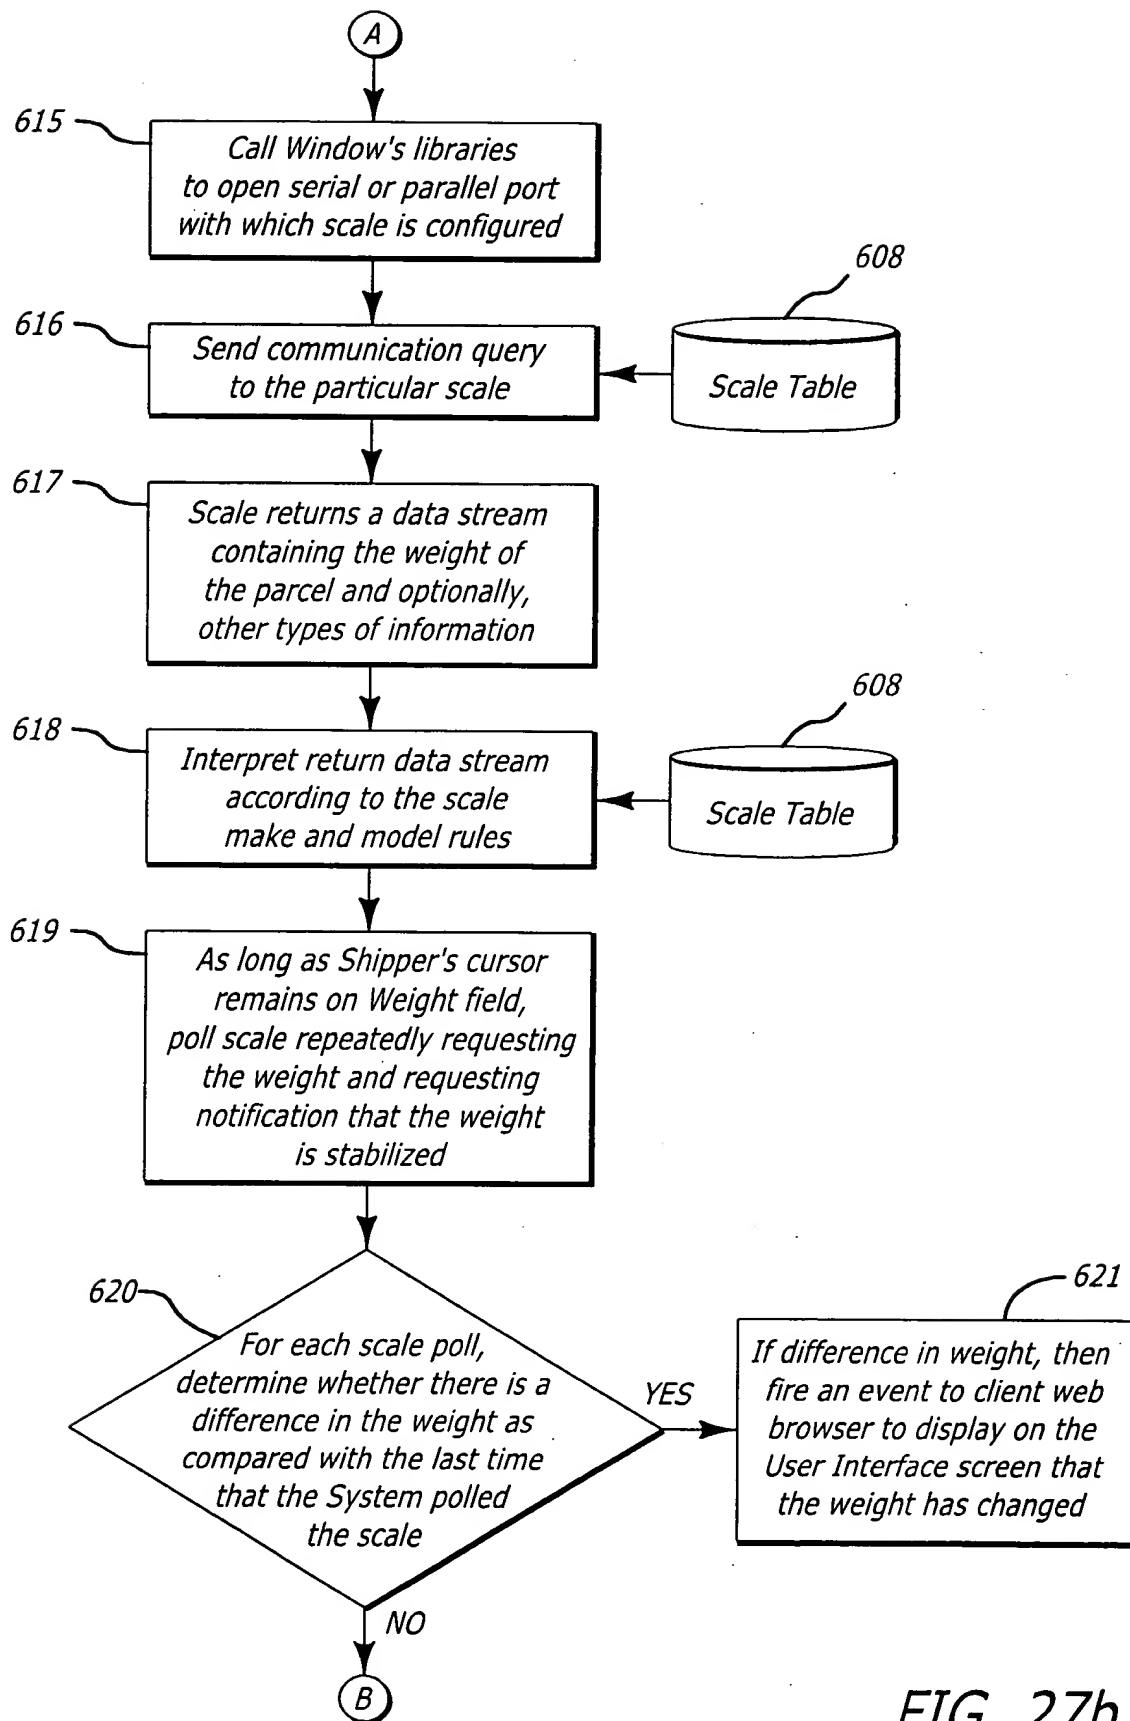 A
615
Call Window's libraries
to open serial or parallel port
with which scale is configured
608
616
Send communication query
to the particular scale
Scale Table
617
Scale returns a data stream
containing the weight of
the parcel and optionally,
other types of information
608
618
Interpret return data stream
according to the scale
make and model rules
Scale Table
619
As long as Shipper's cursor
remains on Weight field,
poll scale repeatedly requesting
the weight and requesting
notification that the weight
is stabilized
620
For each scale poll,
determine whether there is a
difference in the weight as
compared with the last time
that the System polled
the scale
YES
621
If difference in weight, then
fire an event to client web
browser to display on the
User Interface screen that
the weight has changed
NO
B
FIG. 27b